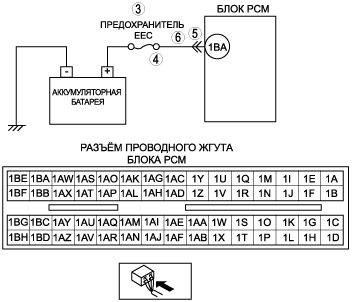 ③
ПРЕДОХРАНИТЕЛЬ
EEC
④
⑥
⑤
БЛОК PCM
1BA
- +
АККУМУЛЯТОРНАЯ
БАТАРЕЯ
РАЗЪЁМ ПРОВОДНОГО ЖГУТА
БЛОКА PCM
1BE 1BA 1AW 1AS 1AO 1AK 1AG 1AC 1Y 1U 1Q 1M 1I 1E 1A
1BF 1BB 1AX 1AT 1AP 1AL 1AH 1AD 1Z 1V 1R 1N 1J 1F 1B
1BG 1BC 1AY 1AU 1AQ 1AM 1AI 1AE 1AA 1W 1S 1O 1K 1G 1C
1BH 1BD 1AZ 1AV 1AR 1AN 1AJ 1AF 1AB 1X 1T 1P 1L 1H 1D